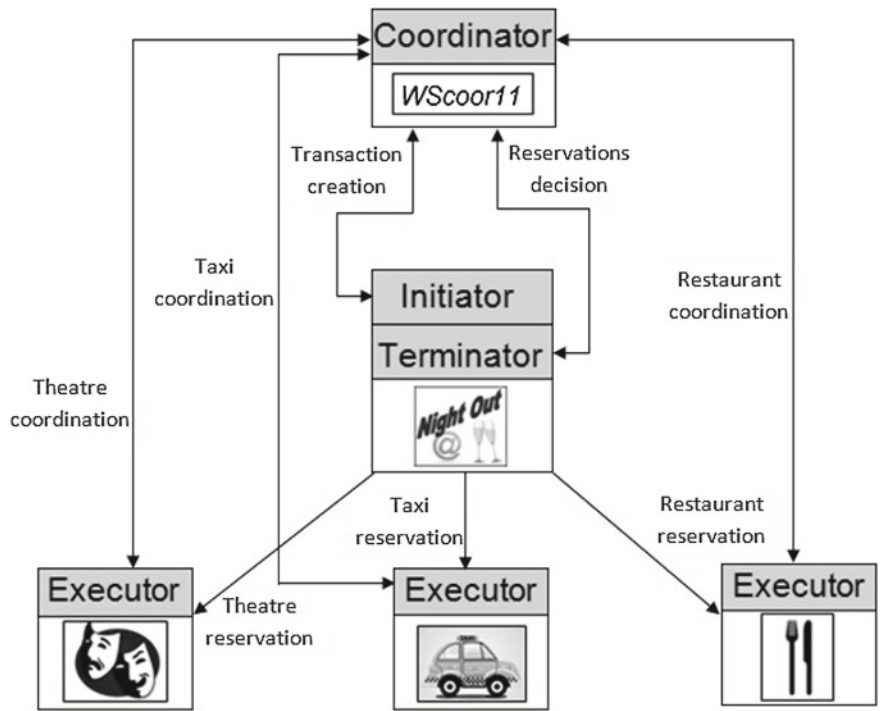 Coordinator
WScoor11
Transaction
creation
Reservations
decision
Taxi
coordination
Initiator
Restaurant
coordination
Terminator
Theatre
coordination
Night Out
@
Taxi
reservation
Restaurant
reservation
Executor
Theatre
reservation
Executor
TAXI
Executor